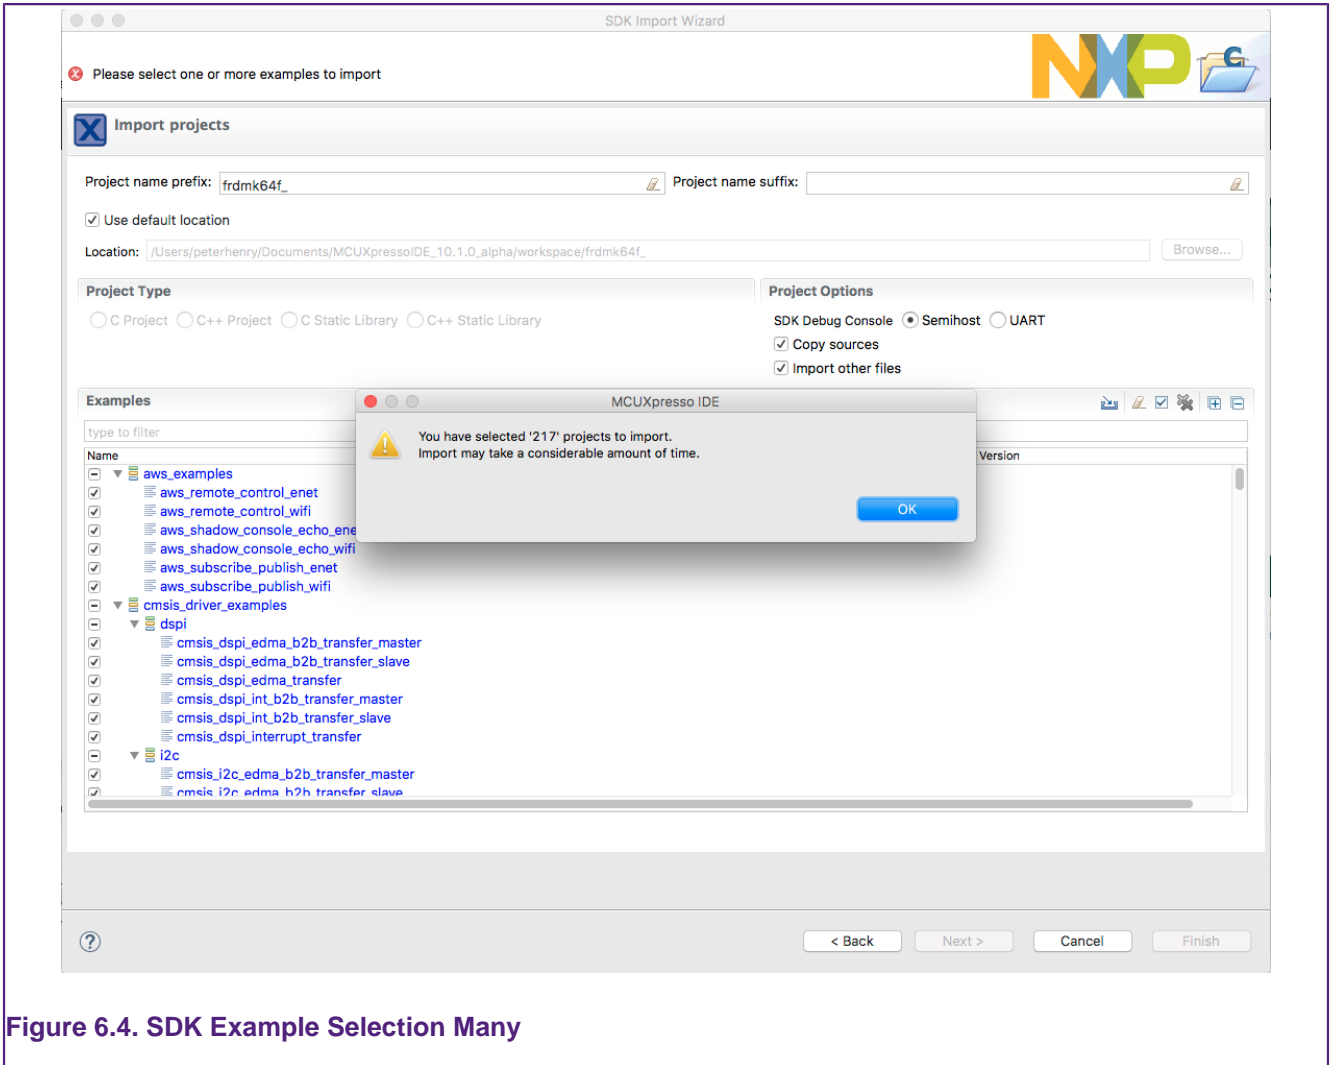 SDK Import Wizard
Please select one or more examples to import
NXP
Import projects
Project name prefix: frdmk64f_ Project name suffix:
Use default location
Location: /Users/peterhenry/Documents/MCUXpressoIDE_10.1.0_alpha/workspace/frdmk64f_ Browse...
Project Type Project Options
C Project C++ Project C Static Library C++ Static Library SDK Debug Console Semihost UART
Copy sources
Import other files
Examples
MCUXpresso IDE
You have selected '217' projects to import.
Import may take a considerable amount of time.
OK
type to filter
Name Version
aws_examples
aws_remote_control_enet
aws_remote_control_wifi
aws_shadow_console_echo_ene
aws_shadow_console_echo_wifi
aws_subscribe_publish_enet
aws_subscribe_publish_wifi
cmsis_driver_examples
dspi
cmsis_dspi_edma_b2b_transfer_master
cmsis_dspi_edma_b2b_transfer_slave
cmsis_dspi_edma_transfer
cmsis_dspi_int_b2b_transfer_master
cmsis_dspi_int_b2b_transfer_slave
cmsis_dspi_interrupt_transfer
i2c
cmsis_i2c_edma_b2b_transfer_master
cmsis_i2c_edma_b2b_transfer_slave
? < Back Next > Cancel Finish
Figure 6.4. SDK Example Selection Many